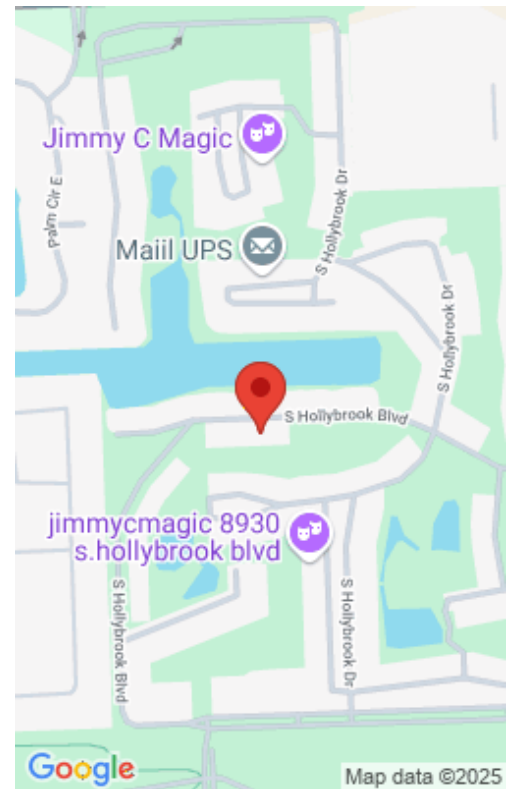 Jimmy C Magic
Palm Cir E
S Hollybrook Dr
Maiil UPS
S Hollybrook Dr
S Hollybrook Blvd
jimmycmagic 8930
s.hollybrook blvd
S Hollybrook Blvd
S Hollybrook Dr
Google
Map data ©2025